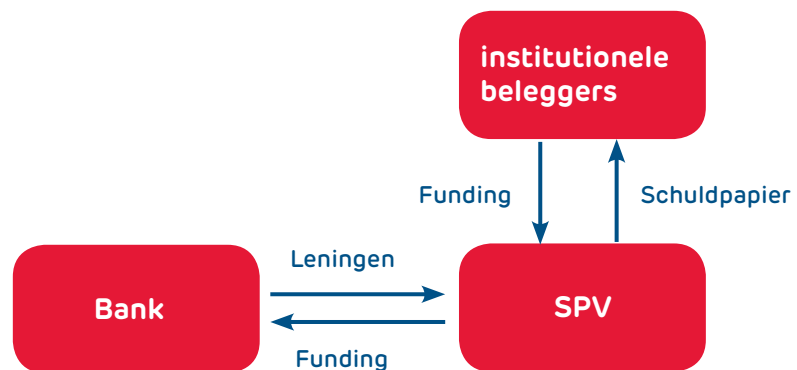 institutionele
beleggers
Funding
Schuldpapier
Leningen
Bank
SPV
Funding